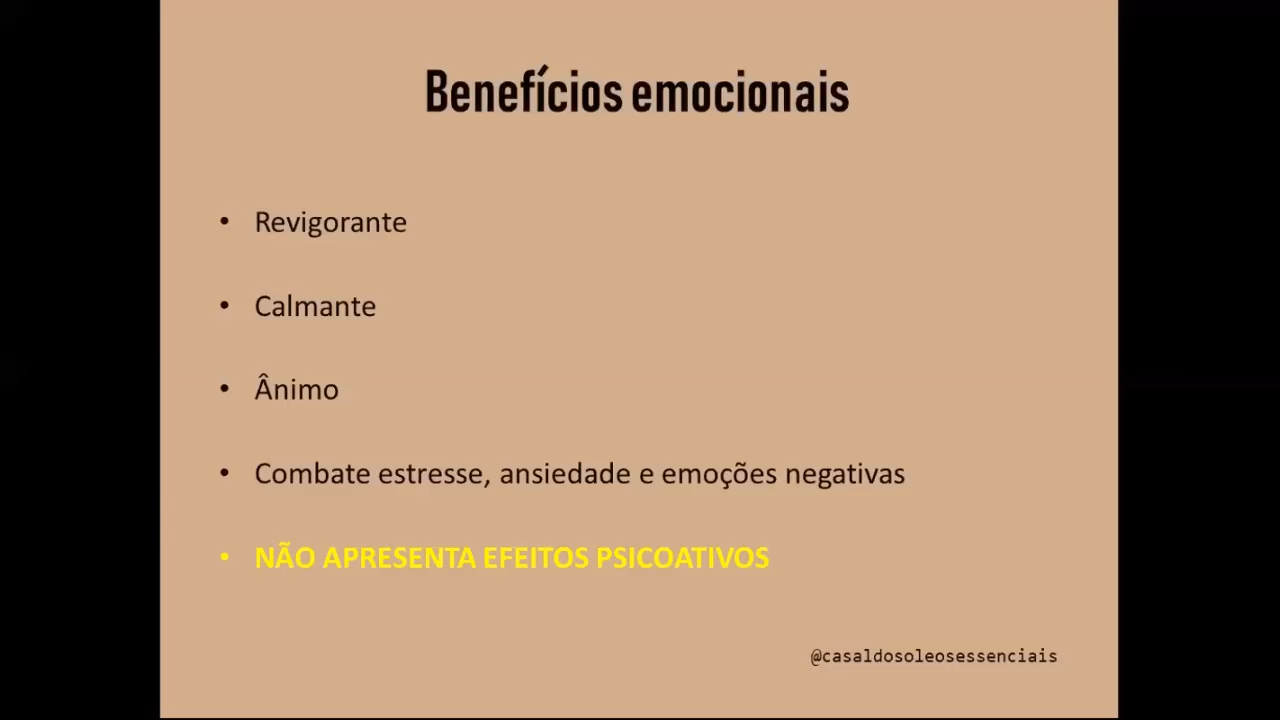 Benefícios emocionais
• Revigorante
• Calmante
• Ânimo
• Combate estresse, ansiedade e emoções negativas
• NÃO APRESENTA EFEITOS PSICOATIVOS
@casaldosoleosessenciais